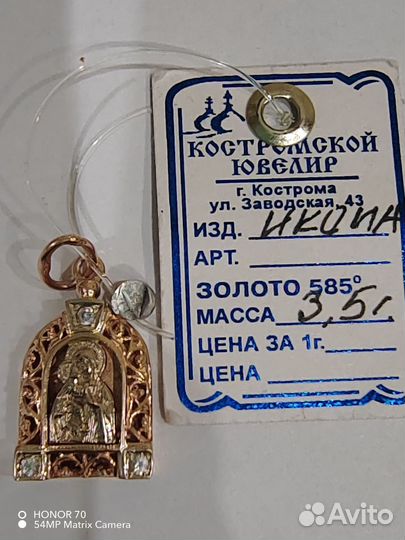 КОСТРОМСКОЙ
ЮВЕЛИР
г. Кострома
ул. Заводская, 43
ИЗД. ИКОНА
АРТ.
ЗОЛОТО 585°
МАССА 3,5г.
ЦЕНА ЗА 1г.
ЦЕНА
HONOR 70
54MP Matrix Camera
Avito